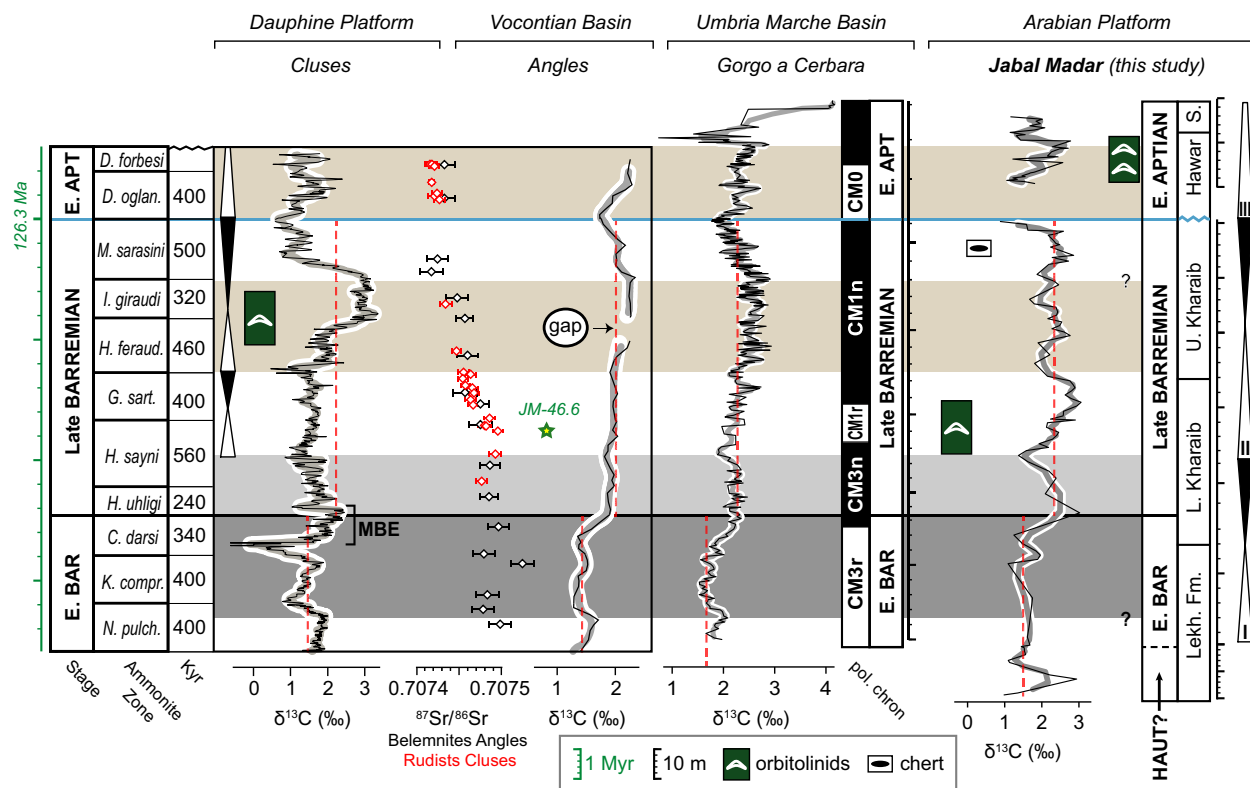 Dauphine Platform Vocontian Basin Umbria Marche Basin Arabian Platform
Cluses Angles Gorgo a Cerbara Jabal Madar (this study)
126.3 Ma
E. APT
Late BARREMIAN
E. BAR
D. forbesi
D. oglan. 400
M. sarasini 500
I. giraudi 320
H. feraud. 460
G. sart. 400
H. sayni 560
H. uhligi 240
C. darsi 340
K. compr. 400
N. pulch. 400
MBE
JM-46.6
gap
CM0
CM1n
CM1r
CM3n
CM3r
E. APT
Late BARREMIAN
E. BAR
?
?
E. APTIAN
Late BARREMIAN
E. BAR
HAUT?
S.
Hawar
U. Kharaib
L. Kharaib
Lekh. Fm.
III
II
I
Stage
Ammonite
Zone
Kyr
0 1 2 3
δ13C (‰)
0.7074 0.7075
87Sr/86Sr
Belemnites Angles
Rudists Cluses
1 2
δ13C (‰)
1 2 3 4
δ13C (‰)
pol. chron
0 1 2 3
δ13C (‰)
1 Myr 10 m orbitolinids chert